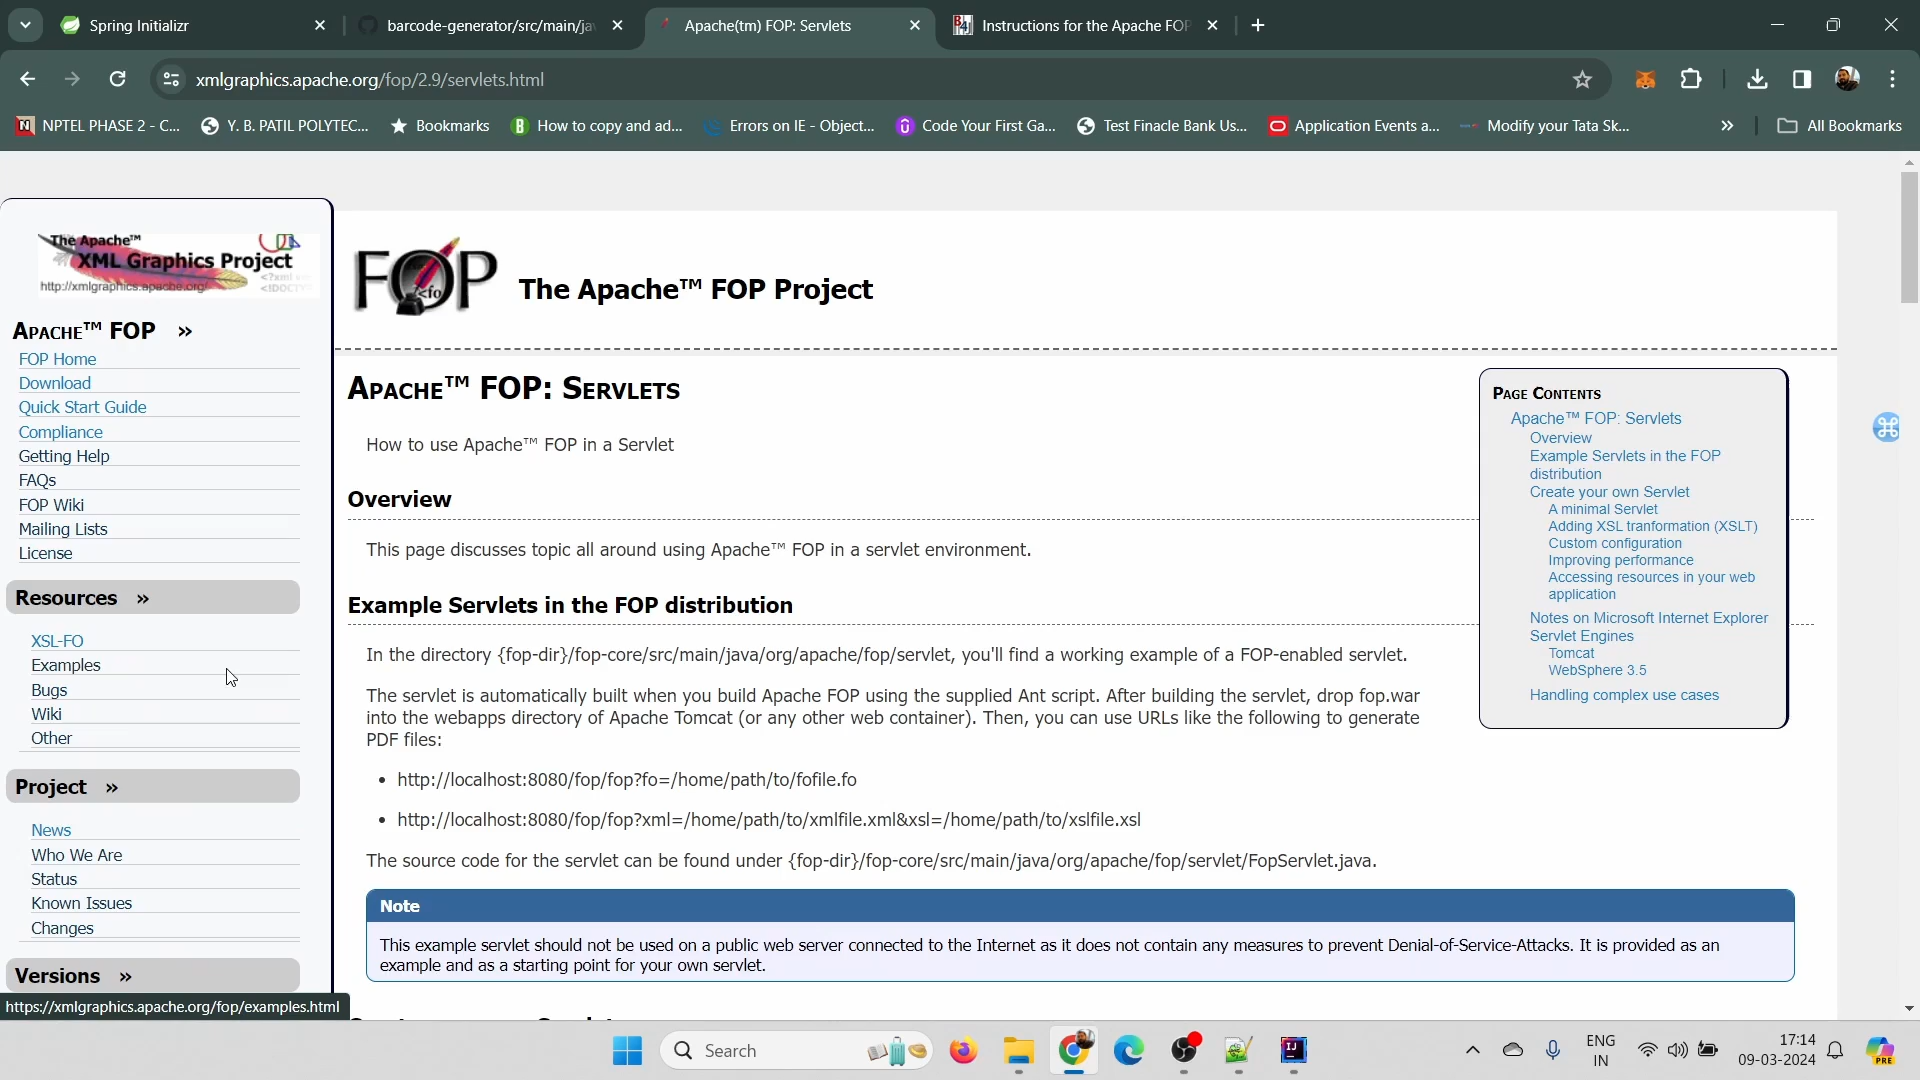 Spring Initializr
barcode-generator/src/main/ja
Apache(tm) FOP: Servlets
Instructions for the Apache FOP
xmlgraphics.apache.org/fop/2.9/servlets.html
NPTEL PHASE 2 - C...
Y. B. PATIL POLYTEC...
Bookmarks
How to copy and ad...
Errors on IE - Object...
Code Your First Ga...
Test Finacle Bank Us...
Application Events a...
Modify your Tata Sk...
»
All Bookmarks
The Apache™
XML Graphics Project
http://xmlgraphics.apache.org/
APACHE™ FOP »
FOP Home
Download
Quick Start Guide
Compliance
Getting Help
FAQs
FOP Wiki
Mailing Lists
License
Resources »
XSL-FO
Examples
Bugs
Wiki
Other
Project »
News
Who We Are
Status
Known Issues
Changes
Versions »
https://xmlgraphics.apache.org/fop/examples.html
FOP
<fo
The Apache™ FOP Project
APACHE™ FOP: SERVLETS
How to use Apache™ FOP in a Servlet
Overview
This page discusses topic all around using Apache™ FOP in a servlet environment.
Example Servlets in the FOP distribution
In the directory {fop-dir}/fop-core/src/main/java/org/apache/fop/servlet, you'll find a working example of a FOP-enabled servlet.
The servlet is automatically built when you build Apache FOP using the supplied Ant script. After building the servlet, drop fop.war
into the webapps directory of Apache Tomcat (or any other web container). Then, you can use URLs like the following to generate
PDF files:
• http://localhost:8080/fop/fop?fo=/home/path/to/fofile.fo
• http://localhost:8080/fop/fop?xml=/home/path/to/xmlfile.xml&xsl=/home/path/to/xslfile.xsl
The source code for the servlet can be found under {fop-dir}/fop-core/src/main/java/org/apache/fop/servlet/FopServlet.java.
Note
This example servlet should not be used on a public web server connected to the Internet as it does not contain any measures to prevent Denial-of-Service-Attacks. It is provided as an
example and as a starting point for your own servlet.
PAGE CONTENTS
Apache™ FOP: Servlets
Overview
Example Servlets in the FOP
distribution
Create your own Servlet
A minimal Servlet
Adding XSL tranformation (XSLT)
Custom configuration
Improving performance
Accessing resources in your web
application
Notes on Microsoft Internet Explorer
Servlet Engines
Tomcat
WebSphere 3.5
Handling complex use cases
Search
ENG
IN
17:14
09-03-2024